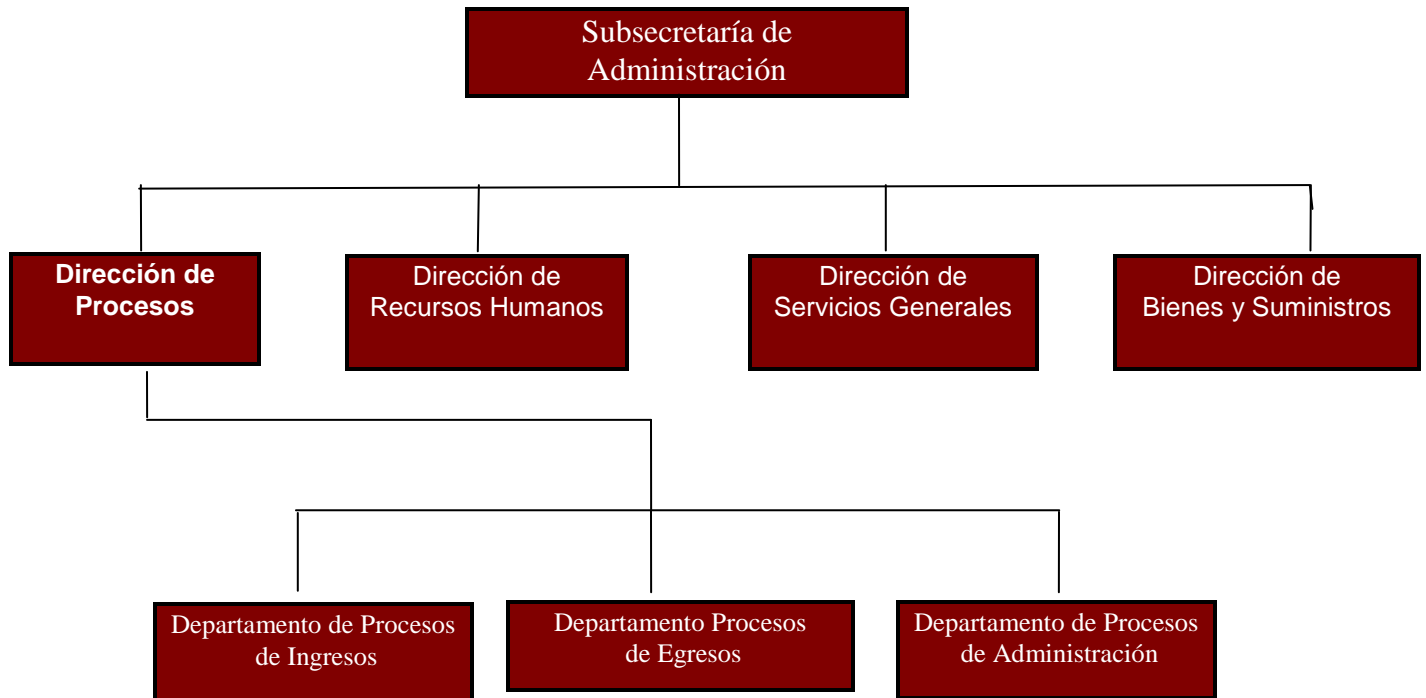 Subsecretaría de
Administración
Dirección de
Procesos
Dirección de
Recursos Humanos
Dirección de
Servicios Generales
Dirección de
Bienes y Suministros
Departamento de Procesos
de Ingresos
Departamento Procesos
de Egresos
Departamento de Procesos
de Administración